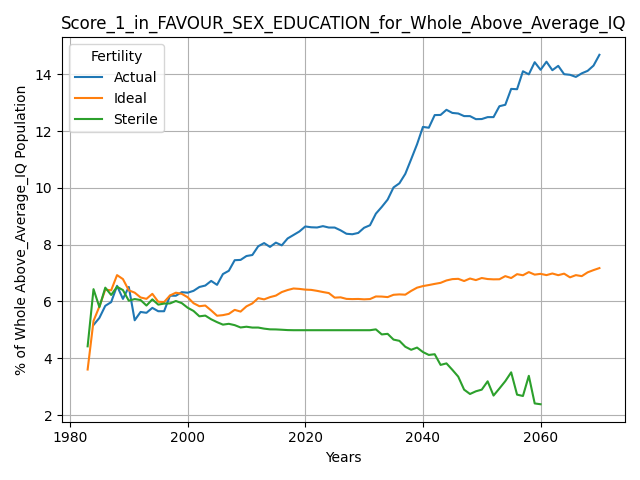 Score_1_in_FAVOUR_SEX_EDUCATION_for_Whole_Above_Average_IQ
Fertility
Actual
Ideal
Sterile
% of Whole Above_Average_IQ Population
14
12
10
8
6
4
2
1980
2000
2020
2040
2060
Years